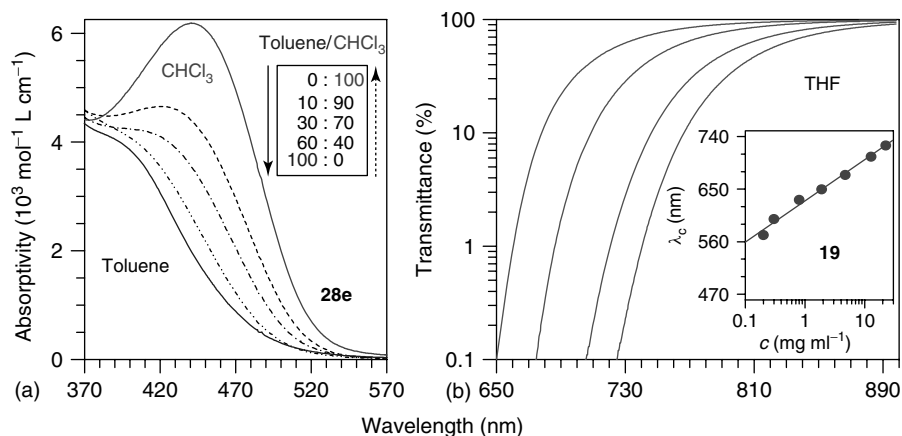 6
4
2
0
Absorptivity (10³ mol⁻¹ L cm⁻¹)
CHCl₃
Toluene/CHCl₃
0 : 100
10 : 90
30 : 70
60 : 40
100 : 0
Toluene
28e
(a)
370 420 470 520 570
100
10
1
0.1
Transmittance (%)
THF
740
650
560
470
λc (nm)
19
0.1 1 10
c (mg ml⁻¹)
(b)
650 730 810 890
Wavelength (nm)